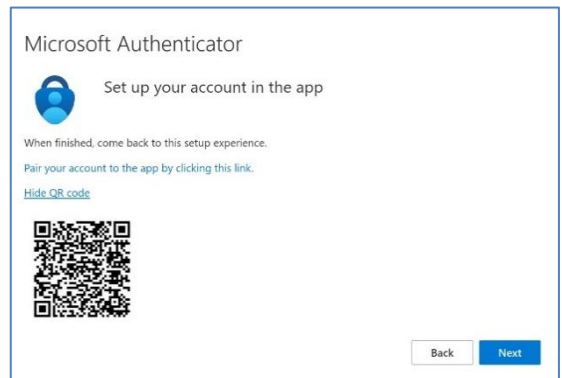 Microsoft Authenticator
Set up your account in the app
When finished, come back to this setup experience.
Pair your account to the app by clicking this link.
Hide QR code
Back
Next